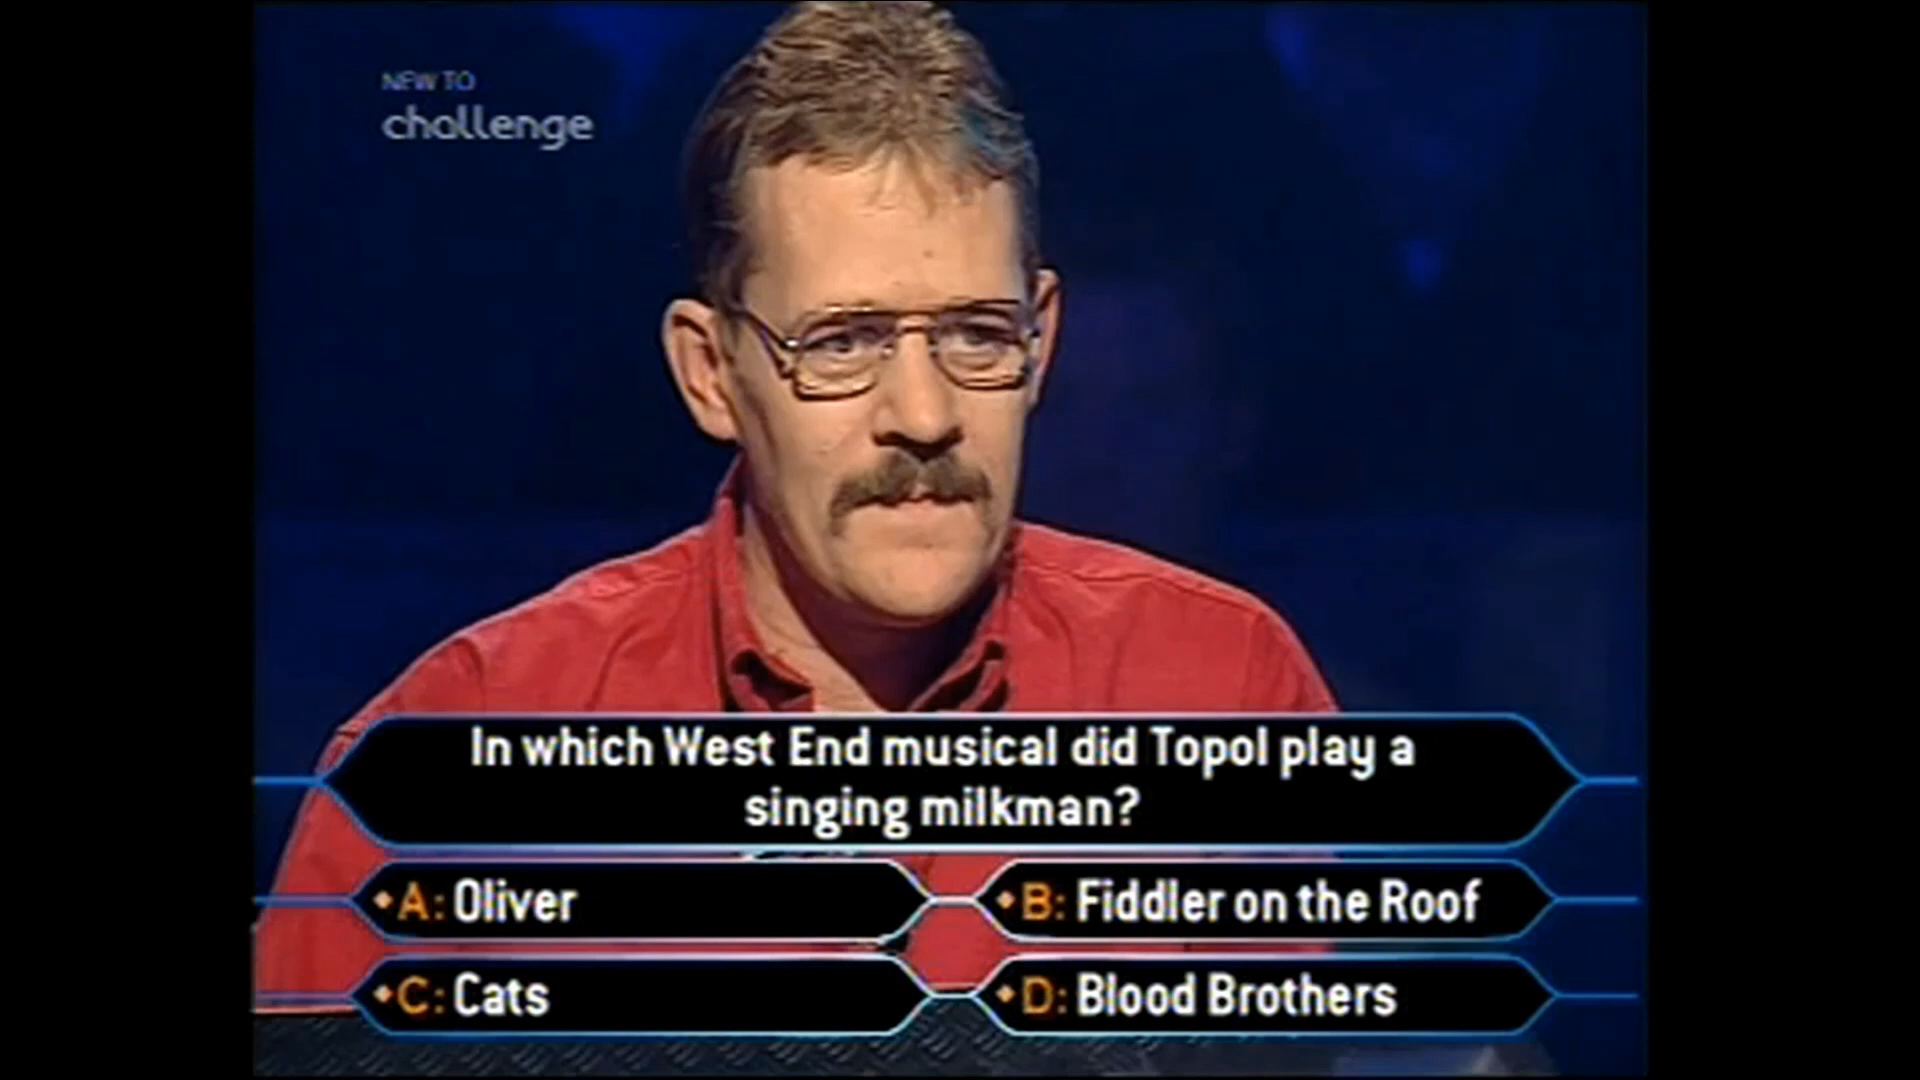 NEW TO
challenge
In which West End musical did Topol play a
singing milkman?
A: Oliver
B: Fiddler on the Roof
C: Cats
D: Blood Brothers